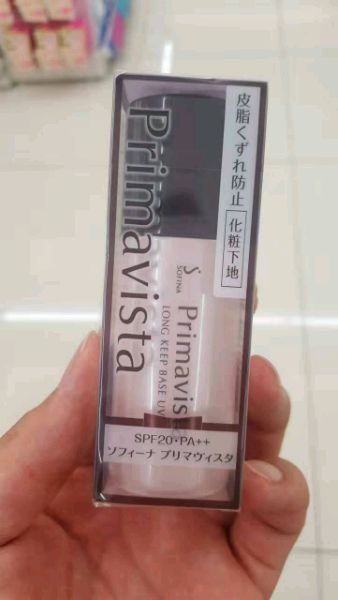 皮脂くずれ防止 化粧下地
Primavista
S
SOFINA
Primavist
LONG KEEP BASE UV
SPF20・PA++
ソフィーナ プリマヴィスタ